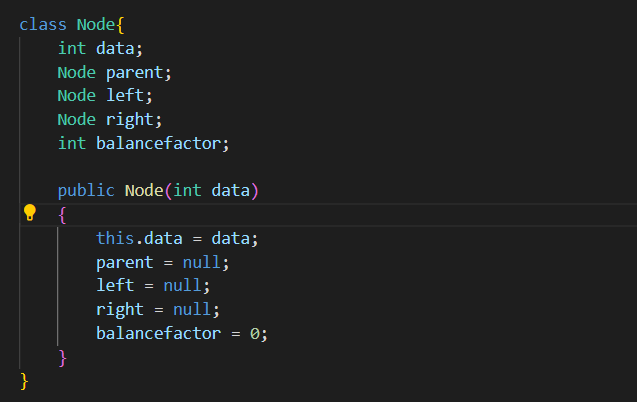 class Node{
    int data;
    Node parent;
    Node left;
    Node right;
    int balancefactor;

    public Node(int data)
    {
        this.data = data;
        parent = null;
        left = null;
        right = null;
        balancefactor = 0;
    }
}